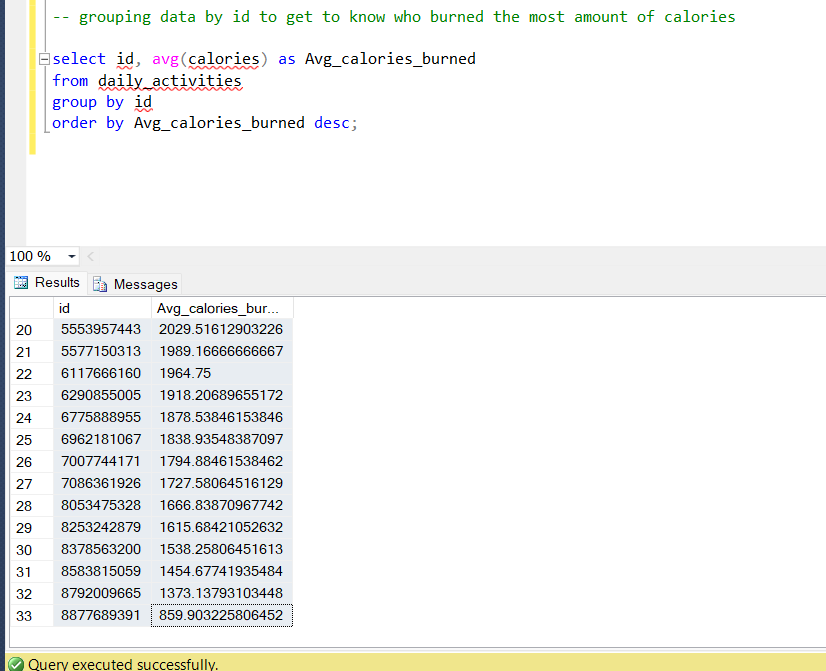 -- grouping data by id to get to know who burned the most amount of calories
select id, avg(calories) as Avg_calories_burned
from daily_activities
group by id
order by Avg_calories_burned desc;
100 %
Results Messages
id Avg_calories_bur...
20 5553957443 2029.51612903226
21 5577150313 1989.16666666667
22 6117666160 1964.75
23 6290855005 1918.20689655172
24 6775888955 1878.53846153846
25 6962181067 1838.93548387097
26 7007744171 1794.88461538462
27 7086361926 1727.58064516129
28 8053475328 1666.83870967742
29 8253242879 1615.68421052632
30 8378563200 1538.25806451613
31 8583815059 1454.67741935484
32 8792009665 1373.13793103448
33 8877689391 859.903225806452
Query executed successfully.